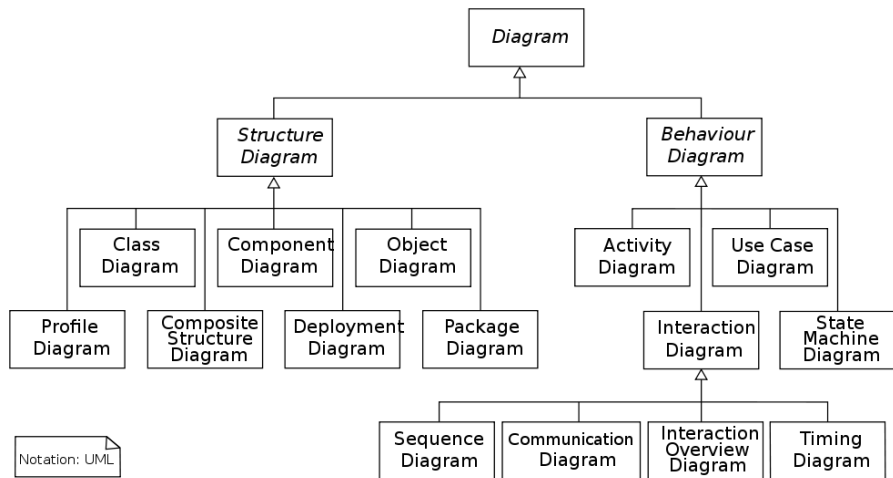 Diagram
Structure
Diagram
Behaviour
Diagram
Class
Diagram
Component
Diagram
Object
Diagram
Activity
Diagram
Use Case
Diagram
Profile
Diagram
Composite
Structure
Diagram
Deployment
Diagram
Package
Diagram
Interaction
Diagram
State
Machine
Diagram
Sequence
Diagram
Communication
Diagram
Interaction
Overview
Diagram
Timing
Diagram
Notation: UML